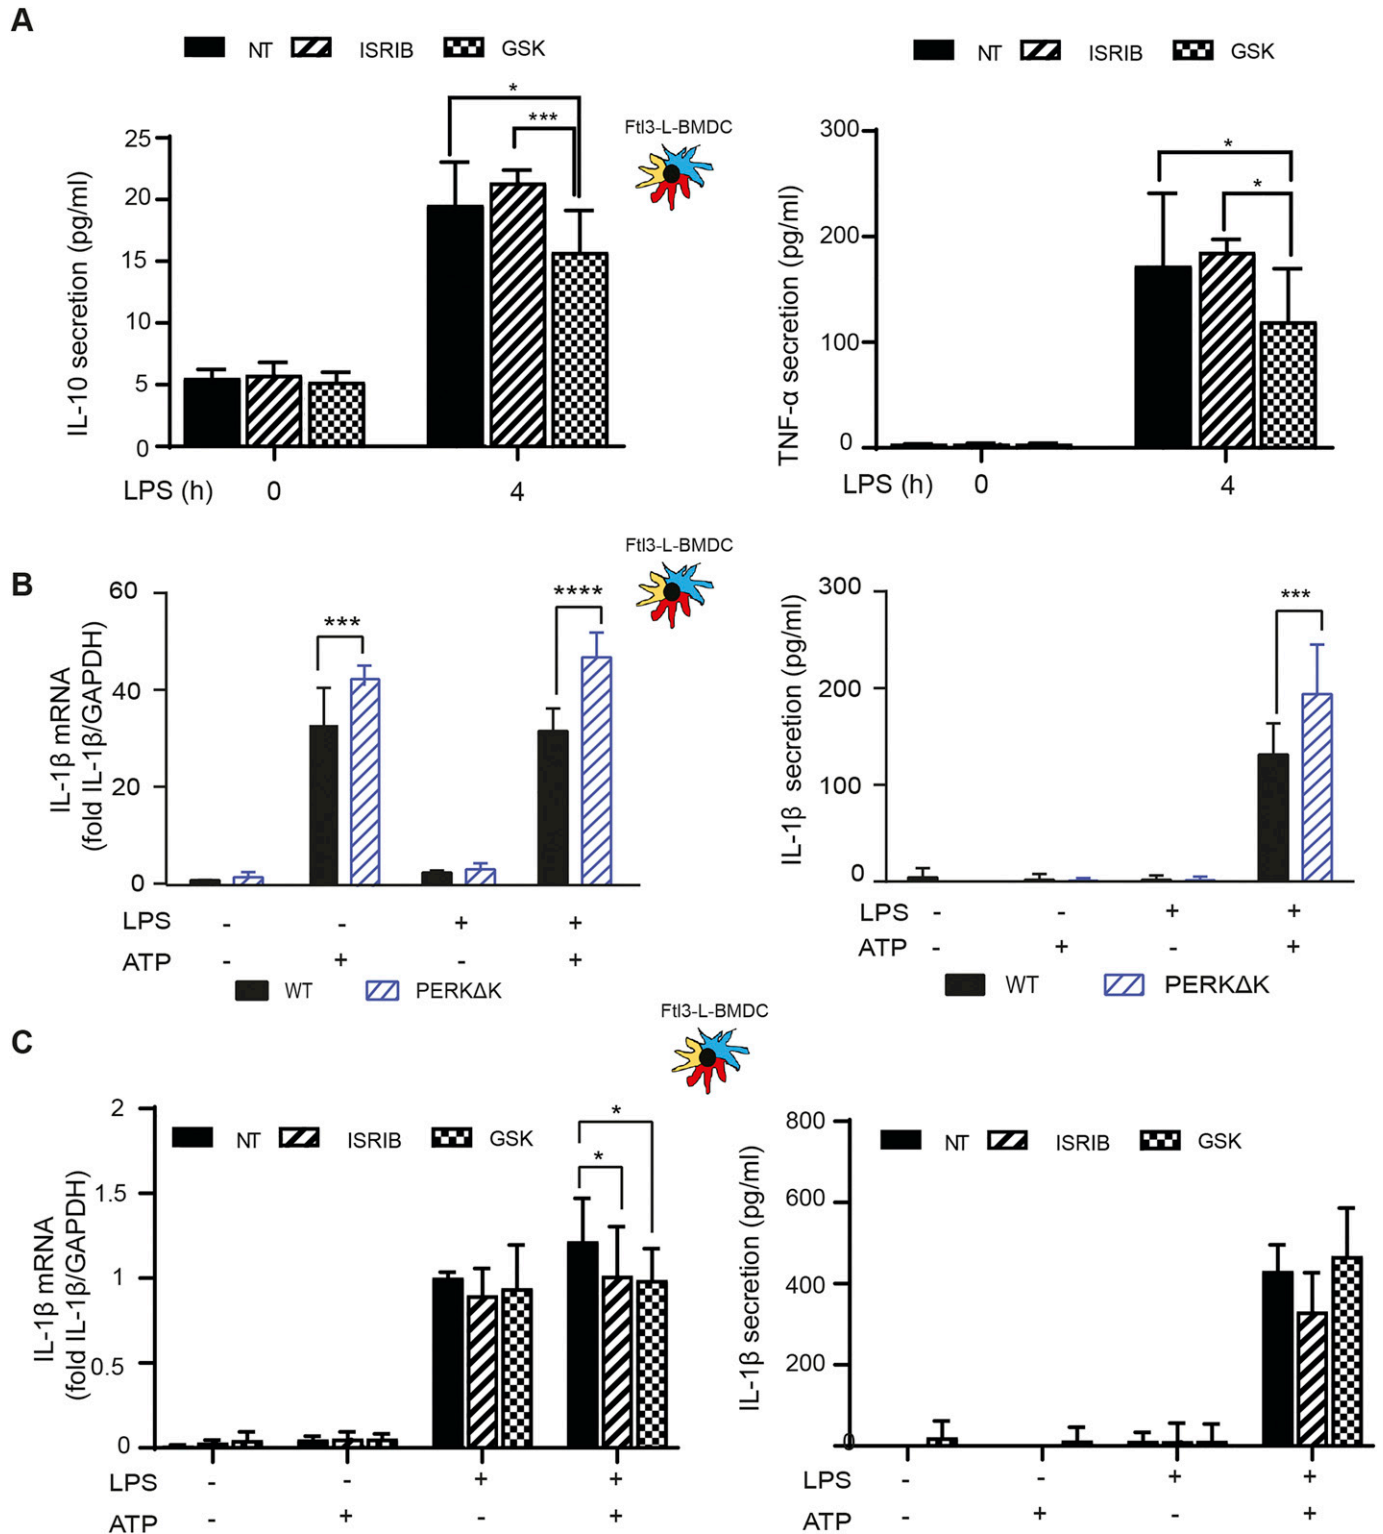 A
NT ISRIB GSK
NT ISRIB GSK
*
***
Ftl3-L-BMDC
*
*
IL-10 secretion (pg/ml)
25
20
15
10
5
0
LPS (h) 0 4
TNF-α secretion (pg/ml)
300
200
100
0
LPS (h) 0 4
B
Ftl3-L-BMDC
IL-1β mRNA
(fold IL-1β/GAPDH)
60
40
20
0
***
****
LPS - - + +
ATP - + - +
WT PERKΔK
IL-1β secretion (pg/ml)
300
200
100
0
***
LPS - - + +
ATP - + - +
WT PERKΔK
C
Ftl3-L-BMDC
IL-1β mRNA
(fold IL-1β/GAPDH)
2
1.5
1
0.5
0
NT ISRIB GSK
*
*
LPS - - + +
ATP - + - +
IL-1β secretion (pg/ml)
800
600
400
200
0
NT ISRIB GSK
LPS - - + +
ATP - + - +